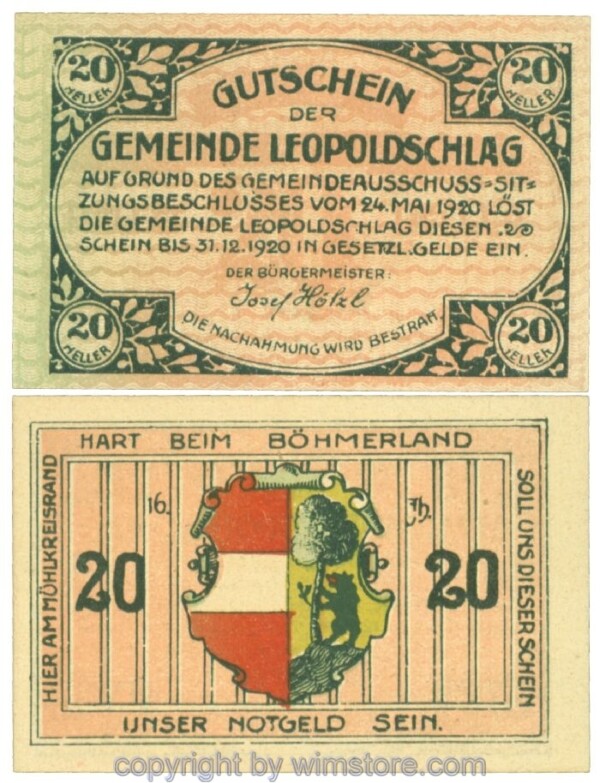 20
HELLER
20
HELLER
GUTSCHEIN
DER
GEMEINDE LEOPOLDSCHLAG
AUF GRUND DES GEMEINDEAUSSCHUSS=SIT=
ZUNGSBESCHLUSSES VOM 24. MAI 1920 LÖST
DIE GEMEINDE LEOPOLDSCHLAG DIESEN
SCHEIN BIS 31.12.1920 IN GESETZL. GELDE EIN.
DER BÜRGERMEISTER:
Josef Hölzl
DIE NACHAHMUNG WIRD BESTRAFT.
20
HELLER
20
HELLER
HIER AM MÜHLKREISRAND
HART BEIM BÖHMERLAND
SOLL UNS DIESER SCHEIN
UNSER NOTGELD SEIN.
16.
20
20
copyright by wimstore.com